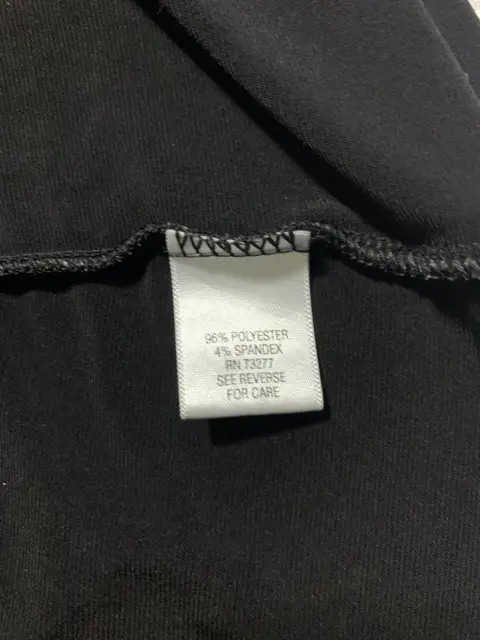 96% POLYESTER
4% SPANDEX
RN 73277
SEE REVERSE
FOR CARE